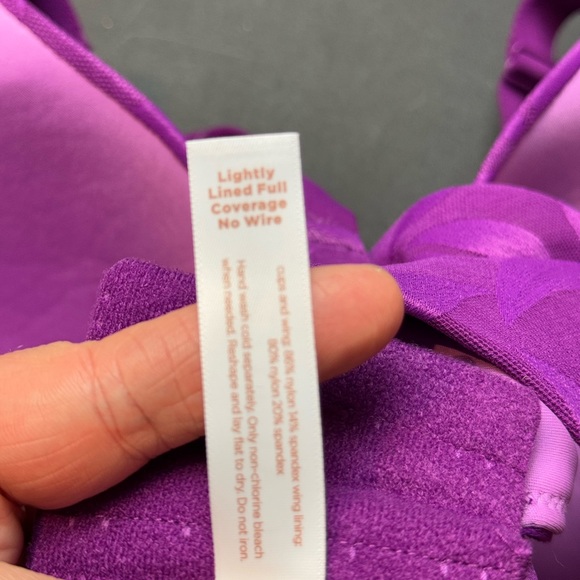 Lightly
Lined Full
Coverage
No Wire
cups and wing: 86% nylon 14% spandex wing lining:
80% nylon 20% spandex
Hand wash cold separately. Only non-chlorine bleach
when needed. Reshape and lay flat to dry. Do not iron.